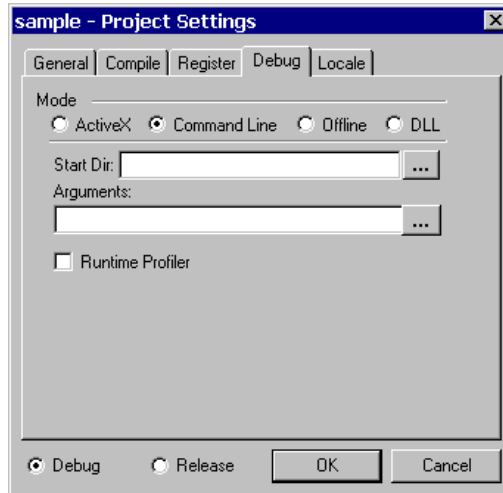 sample - Project Settings
General Compile Register Debug Locale
Mode
ActiveX Command Line Offline DLL
Start Dir: ...
Arguments:
...
Runtime Profiler
Debug Release OK Cancel